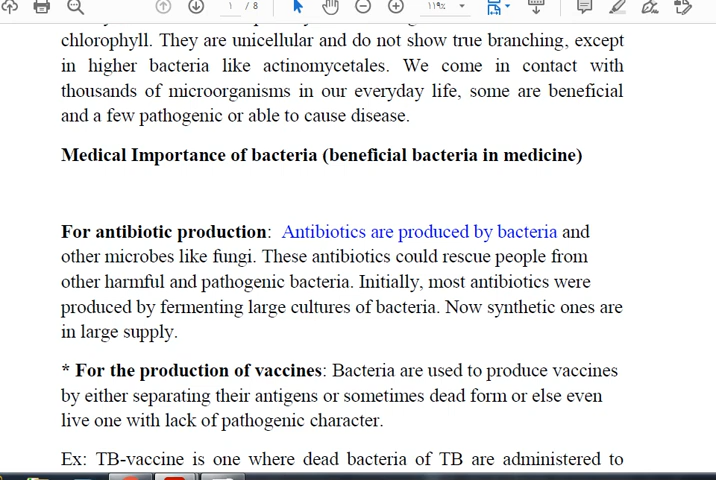 1 / 8
119%
chlorophyll. They are unicellular and do not show true branching, except
in higher bacteria like actinomycetales. We come in contact with
thousands of microorganisms in our everyday life, some are beneficial
and a few pathogenic or able to cause disease.
Medical Importance of bacteria (beneficial bacteria in medicine)
For antibiotic production: Antibiotics are produced by bacteria and
other microbes like fungi. These antibiotics could rescue people from
other harmful and pathogenic bacteria. Initially, most antibiotics were
produced by fermenting large cultures of bacteria. Now synthetic ones are
in large supply.
* For the production of vaccines: Bacteria are used to produce vaccines
by either separating their antigens or sometimes dead form or else even
live one with lack of pathogenic character.
Ex: TB-vaccine is one where dead bacteria of TB are administered to